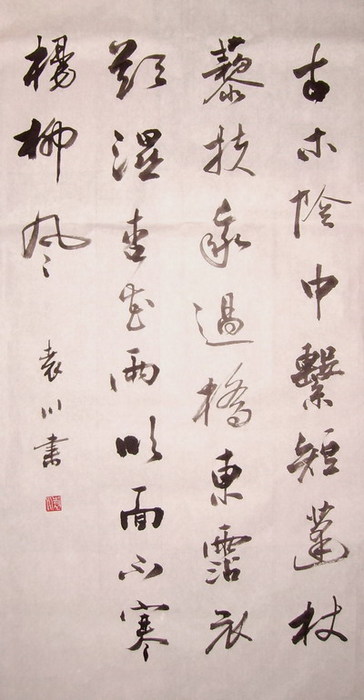 古木陰中繫短蓬杖
藜扶我過橋東霑衣
欲濕杏花雨吹面不寒
楊柳風
袁川書